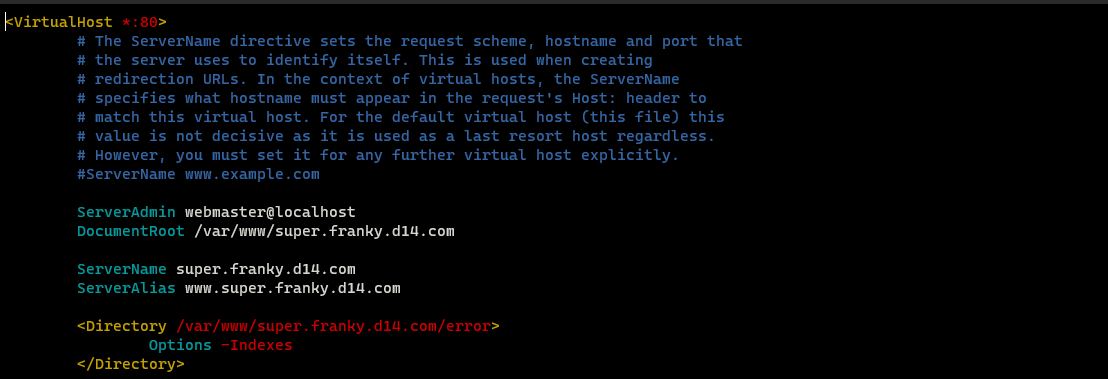 <VirtualHost *:80>
# The ServerName directive sets the request scheme, hostname and port that
# the server uses to identify itself. This is used when creating
# redirection URLs. In the context of virtual hosts, the ServerName
# specifies what hostname must appear in the request's Host: header to
# match this virtual host. For the default virtual host (this file) this
# value is not decisive as it is used as a last resort host regardless.
# However, you must set it for any further virtual host explicitly.
#ServerName www.example.com
ServerAdmin webmaster@localhost
DocumentRoot /var/www/super.franky.d14.com
ServerName super.franky.d14.com
ServerAlias www.super.franky.d14.com
<Directory /var/www/super.franky.d14.com/error>
Options -Indexes
</Directory>